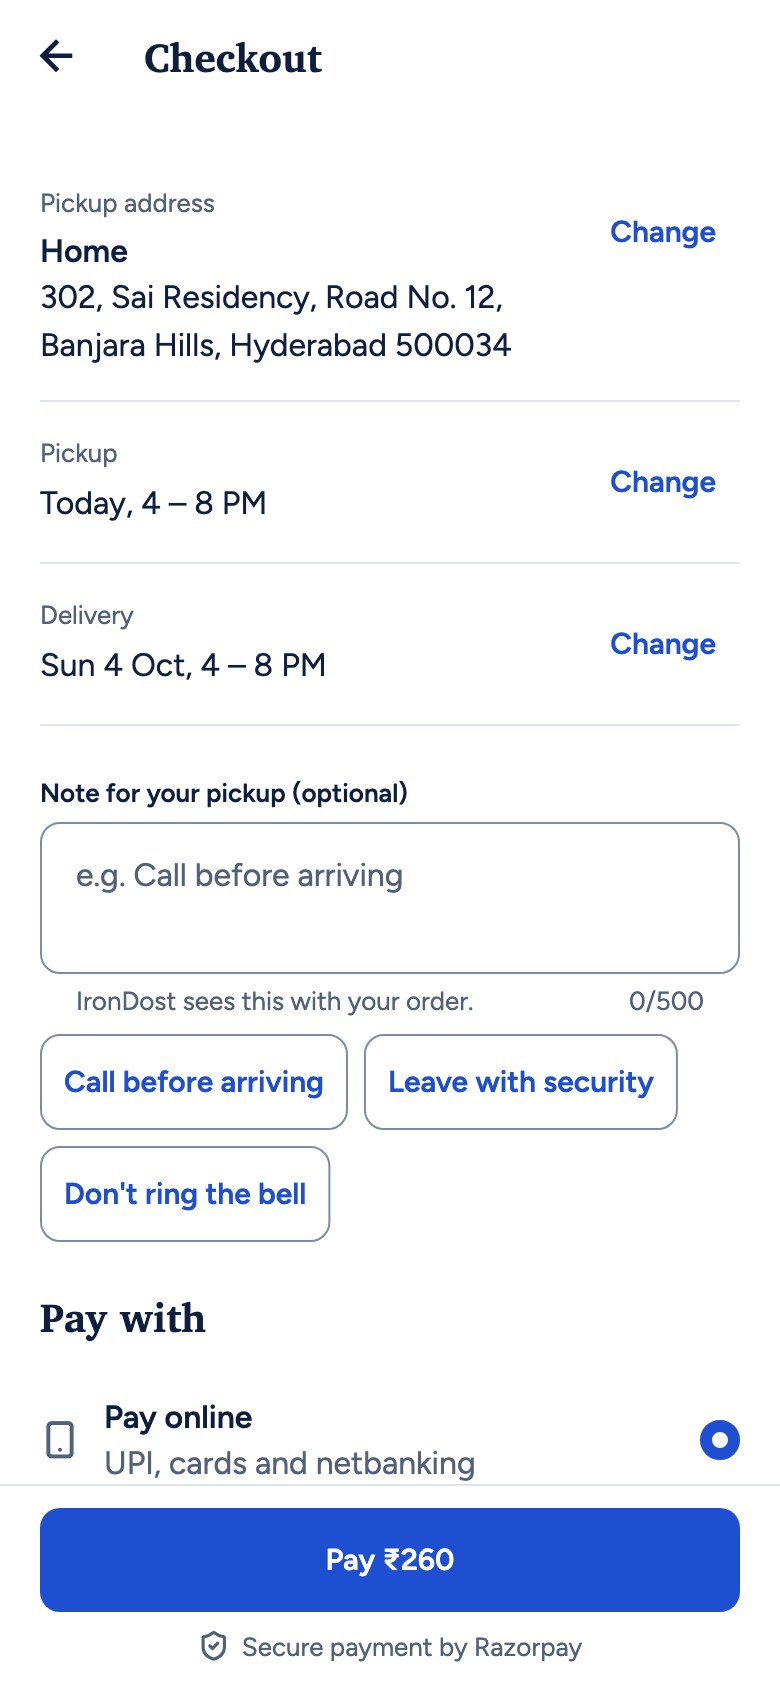 Checkout
Pickup address
Change
Home
302, Sai Residency, Road No. 12,
Banjara Hills, Hyderabad 500034
Pickup
Change
Today, 4 – 8 PM
Delivery
Change
Sun 4 Oct, 4 – 8 PM
Note for your pickup (optional)
e.g. Call before arriving
IronDost sees this with your order. 0/500
Call before arriving Leave with security
Don't ring the bell
Pay with
Pay online
UPI, cards and netbanking
Pay ₹260
Secure payment by Razorpay